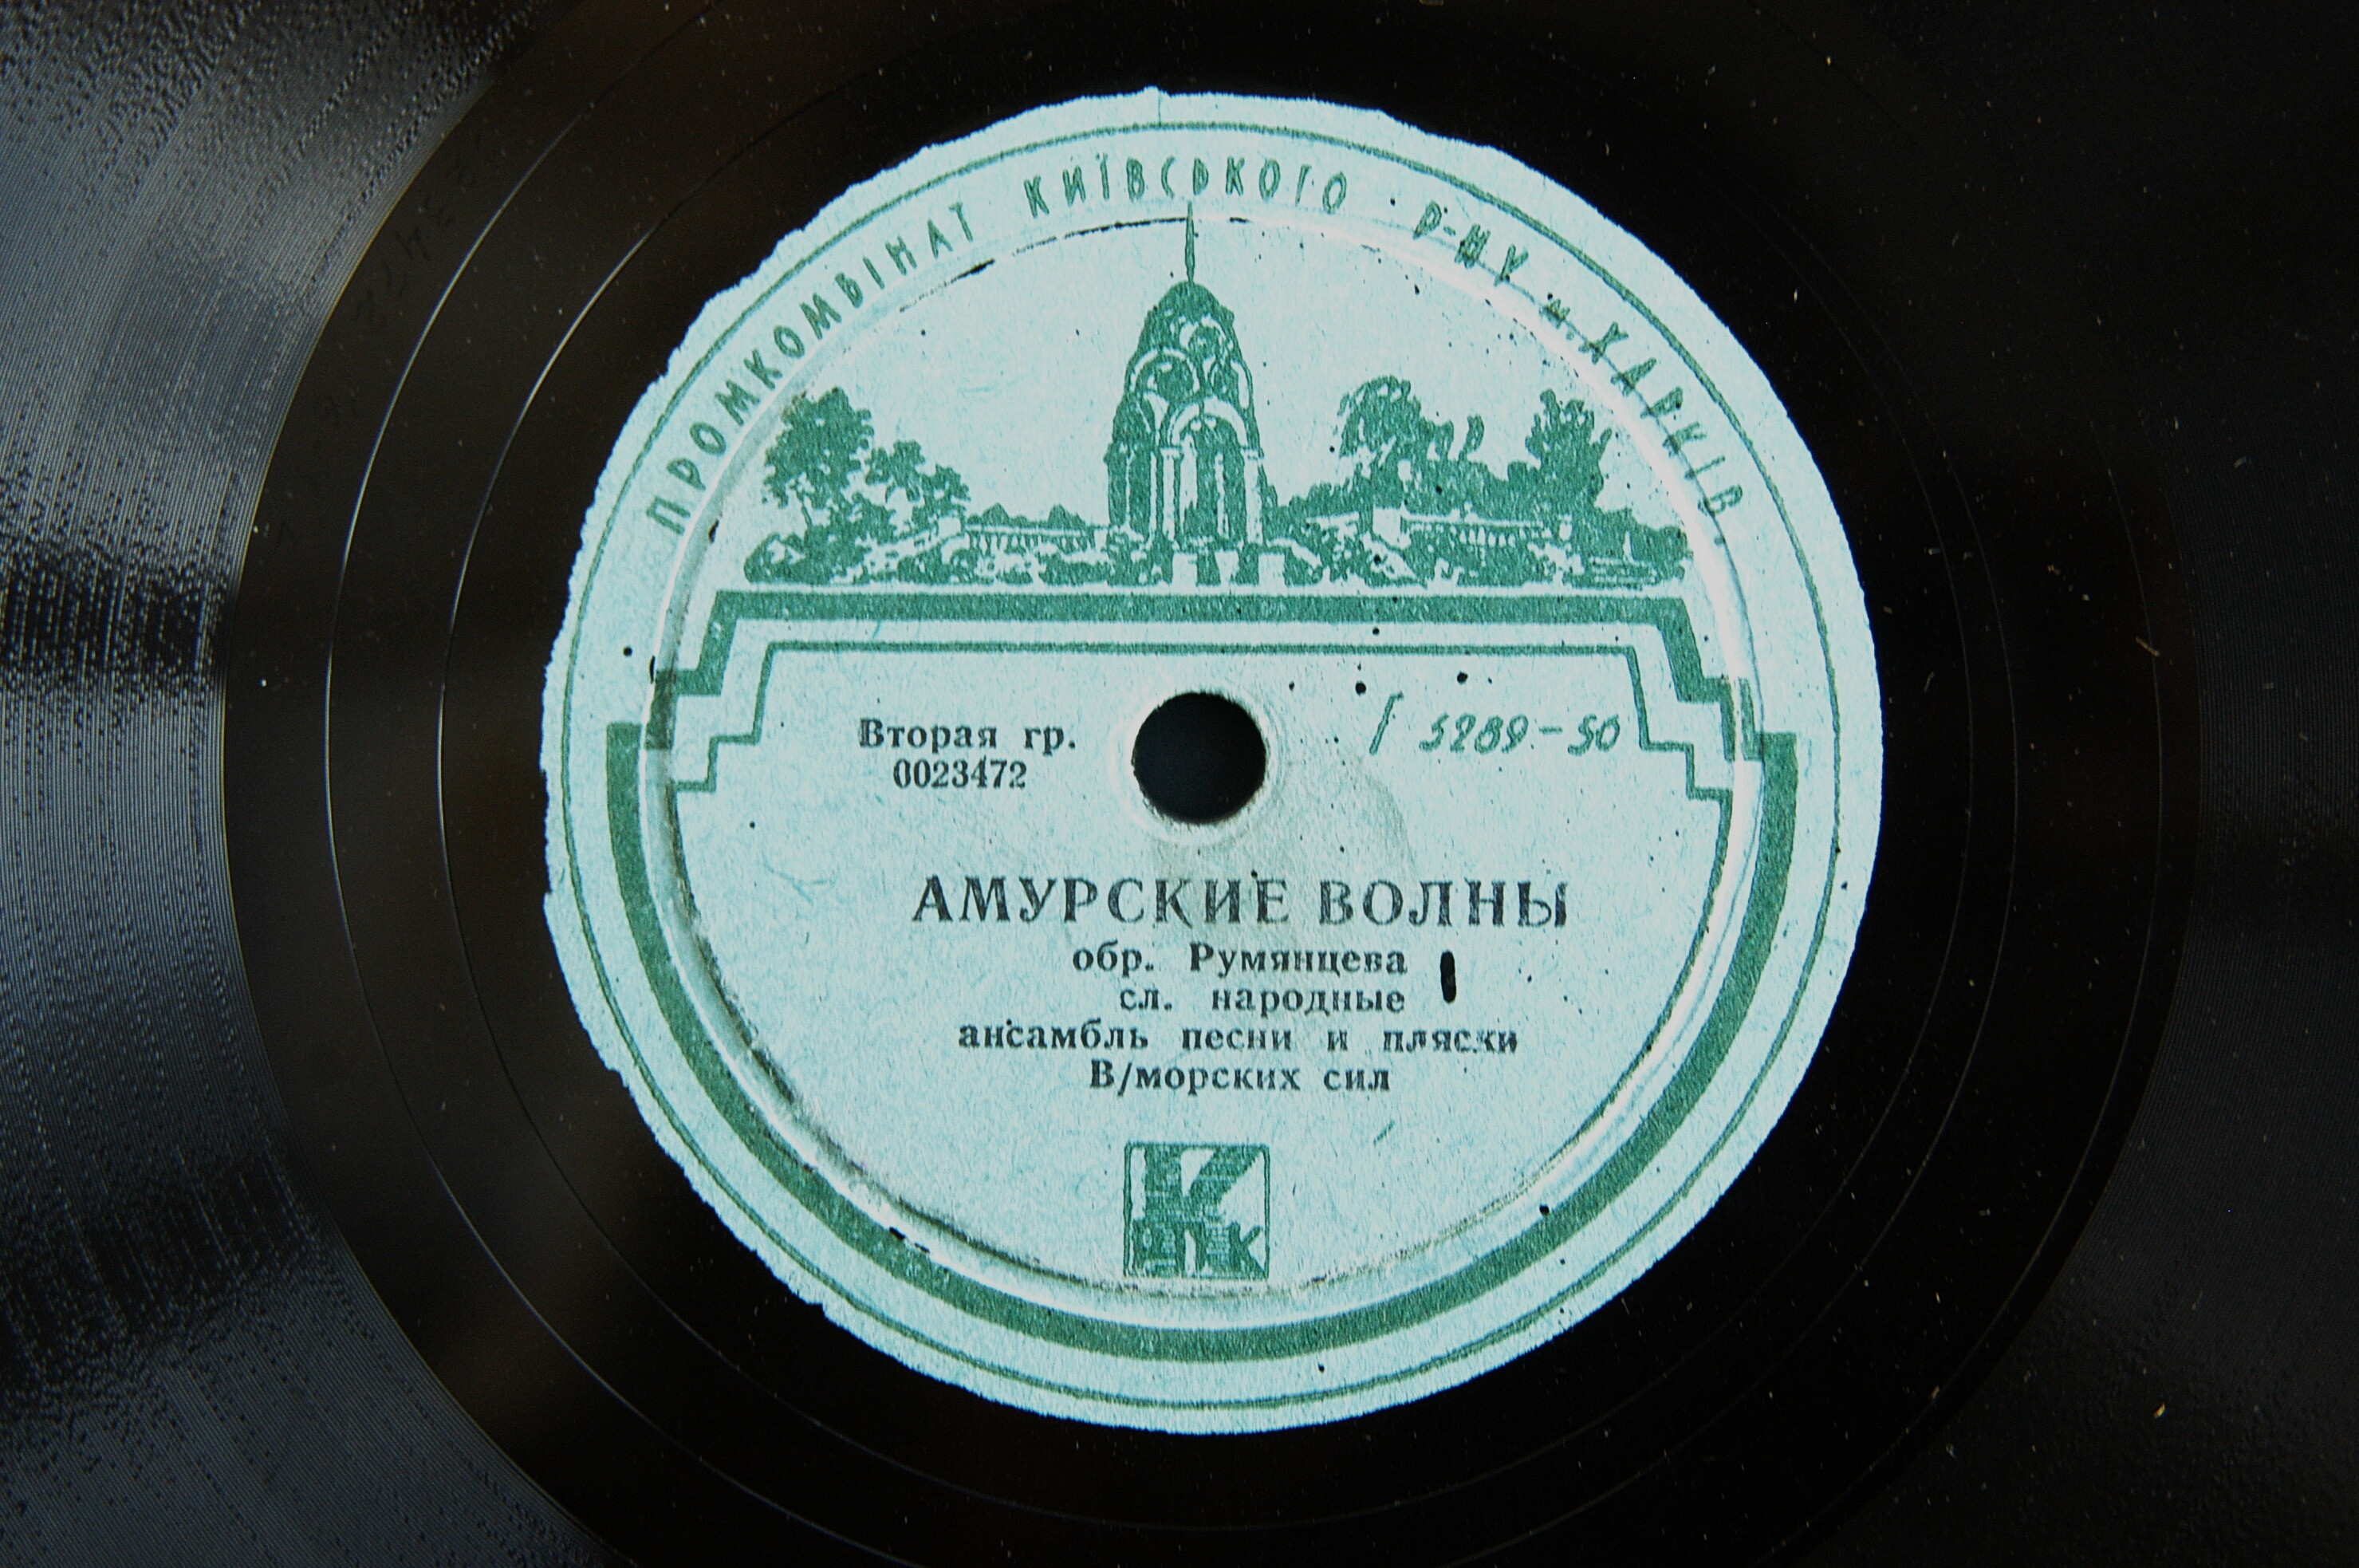 ПРОМКОМБІНАТ КИЇВСЬКОГО Р-НУ м. ХАРКІВ.
Вторая гр.
0023472
5289-50
АМУРСКИЕ ВОЛНЫ
обр. Румянцева
сл. народные
ансамбль песни и пляски
В/морских сил
К
ПК